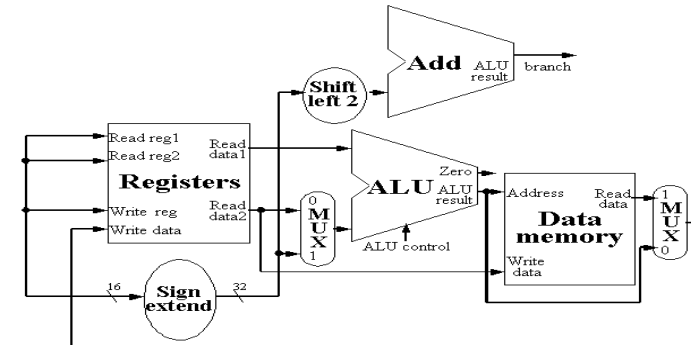 Add
ALU
result
branch
Shift
left 2
Read reg1
Read reg2
Registers
Write reg
Write data
Read
data1
Read
data2
0
M
U
X
1
ALU
Zero
ALU
result
ALU control
Address
Read
data
Data
memory
Write
data
1
M
U
X
0
16
Sign
extend
32